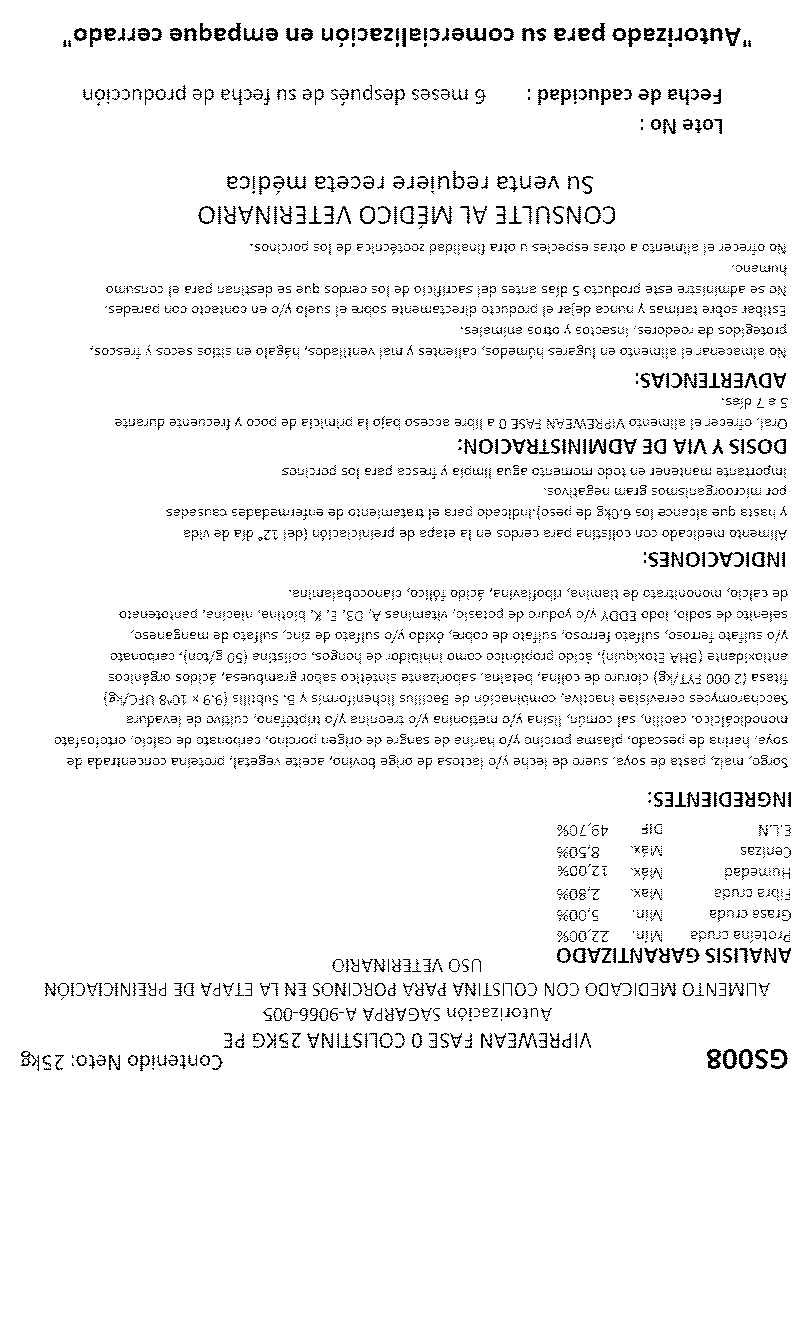 GS008 Contenido Neto: 25kg
VIPREWEAN FASE 0 COLISTINA 25KG PE
Autorización SAGARPA A-9066-005
ALIMENTO MEDICADO CON COLISTINA PARA PORCINOS EN LA ETAPA DE PREINICIACIÓN
USO VETERINARIO
ANALISIS GARANTIZADO
Proteína cruda Mín. 22,00%
Grasa cruda Mín. 5,00%
Fibra cruda Máx. 2,80%
Humedad Máx. 12,00%
Cenizas Máx. 8,50%
E.L.N DIF 49,70%
INGREDIENTES:
Sorgo, maíz, pasta de soya, suero de leche y/o lactosa de orige bovino, aceite vegetal, proteína concentrada de
soya, harina de pescado, plasma porcino y/o harina de sangre de origen porcino, carbonato de calcio, ortofosfato
monodicálcico, caolín, sal común, lisina y/o metionina y/o treonina y/o triptófano, cultivo de levadura
Saccharomyces cerevisiae inactiva, combinación de Bacillus licheniformis y B. Subtilis (9.9 x 10^8 UFC/kg)
fitasa (2 000 FYT/kg) cloruro de colina, betaina, saborizante sintético sabor frambuesa, ácidos orgánicos
antioxidante (BHA Etoxiquin), ácido propiónico como inhibidor de hongos, colistina (50 g/ton), carbonato
y/o sulfato ferroso, sulfato ferroso, sulfato de cobre, óxido y/o sulfato de zinc, sulfato de manganeso,
selenito de sodio, Iodo EDDY y/o yoduro de potasio, vitaminas A, D3, E, K, biotina, niacina, pantotenato
de calcio, mononitrato de tiamina, riboflavina, ácido fólico, cianocobalamina.
INDICACIONES:
Alimento medicado con colistina para cerdos en la etapa de preiniciación (del 12° día de vida
y hasta que alcance los 6.0kg de peso).Indicado para el tratamiento de enfermedades causadas
por microorganismos gram negativos.
importante mantener en todo momento agua limpia y fresca para los porcinos
DOSIS Y VIA DE ADMINISTRACION:
Oral, ofrecer el alimento VIPREWEAN FASE 0 a libre acceso bajo la primicia de poco y frecuente durante
5 a 7 días.
ADVERTENCIAS:
No almacenar el alimento en lugares húmedos, calientes y mal ventilados, hágalo en sitios secos y frescos,
protegidos de roedores, insectos y otros animales.
Estibar sobre tarimas y nunca dejar el producto directamente sobre el suelo y/o en contacto con paredes.
No se administre este producto 5 días antes del sacrificio de los cerdos que se destinan para el consumo
humano.
No ofrecer el alimento a otras especies u otra finalidad zootécnica de los porcinos.
CONSULTE AL MÉDICO VETERINARIO
Su venta requiere receta médica
Lote No :
Fecha de caducidad : 6 meses después de su fecha de producción
"Autorizado para su comercialización en empaque cerrado"